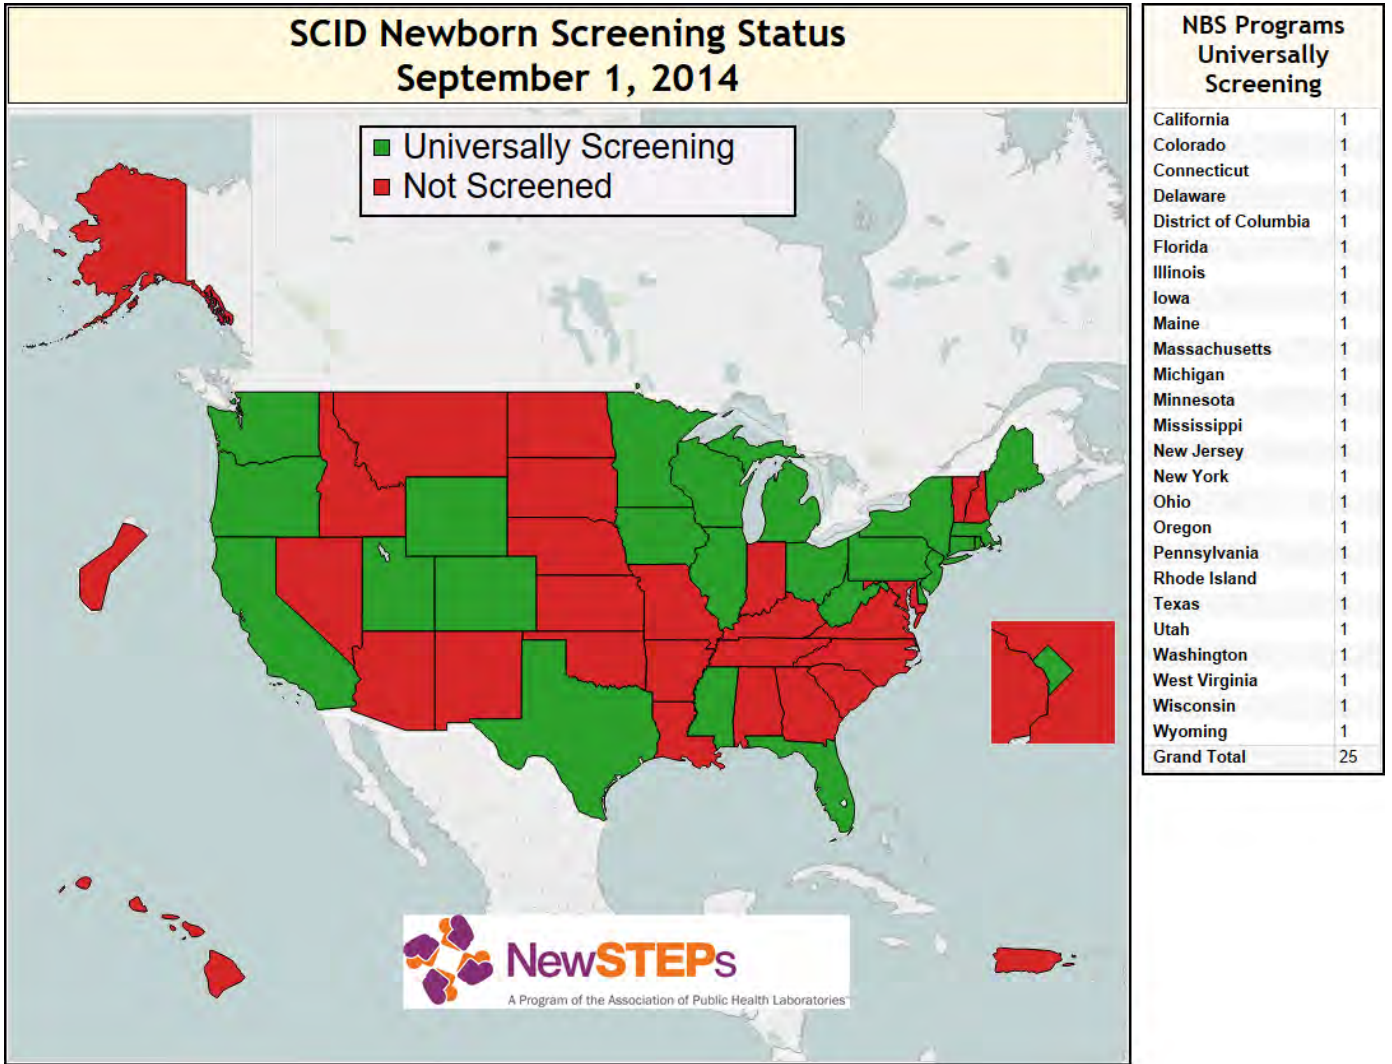 SCID Newborn Screening Status
September 1, 2014
Universally Screening
Not Screened
NewSTEPs
A Program of the Association of Public Health Laboratories™
NBS Programs
Universally
Screening
California 1
Colorado 1
Connecticut 1
Delaware 1
District of Columbia 1
Florida 1
Illinois 1
Iowa 1
Maine 1
Massachusetts 1
Michigan 1
Minnesota 1
Mississippi 1
New Jersey 1
New York 1
Ohio 1
Oregon 1
Pennsylvania 1
Rhode Island 1
Texas 1
Utah 1
Washington 1
West Virginia 1
Wisconsin 1
Wyoming 1
Grand Total 25